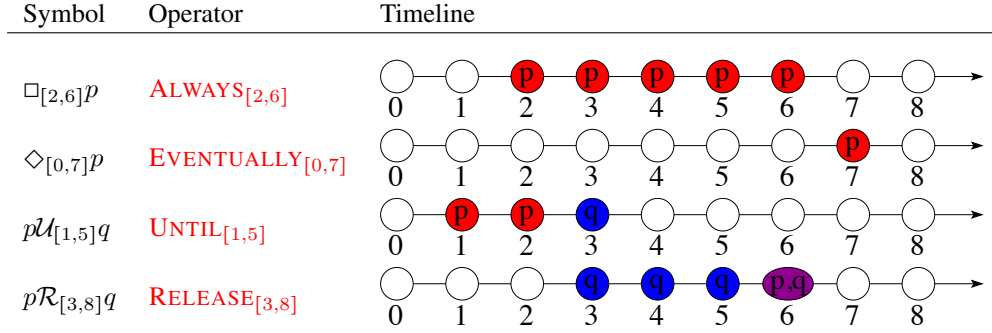 Symbol Operator Timeline
□[2,6]p ALWAYS[2,6] p p p p p
0 1 2 3 4 5 6 7 8
◇[0,7]p EVENTUALLY[0,7] p
0 1 2 3 4 5 6 7 8
p𝒰[1,5]q UNTIL[1,5] p p q
0 1 2 3 4 5 6 7 8
pℛ[3,8]q RELEASE[3,8] q q q p,q
0 1 2 3 4 5 6 7 8